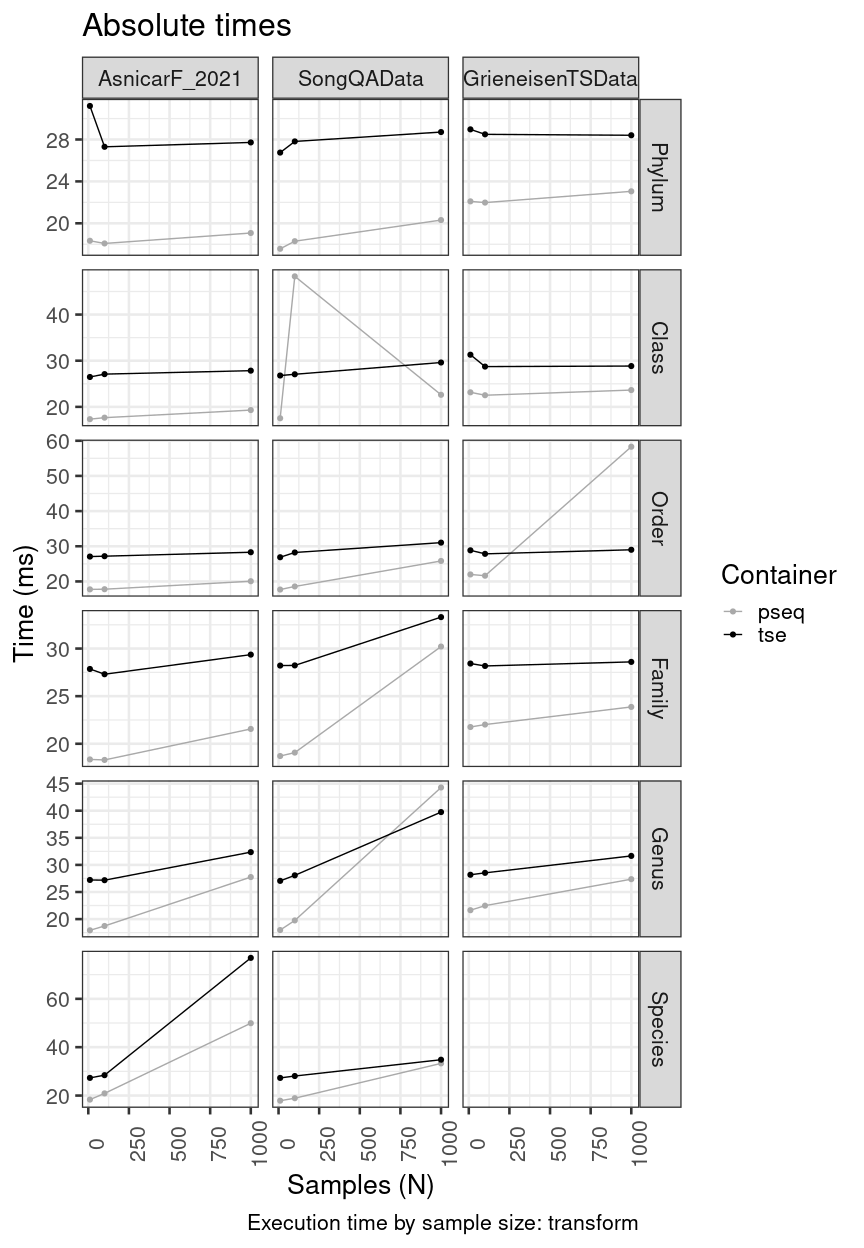 Absolute times
AsnicarF_2021 SongQAData GrieneisenTSData
28
24
20
Phylum
40
30
20
Class
60
50
40
30
20
Order
Time (ms)
30
25
20
Family
Container
pseq
tse
45
40
35
30
25
20
Genus
60
40
20
Species
0 250 500 750 1000 0 250 500 750 1000 0 250 500 750 1000
Samples (N)
Execution time by sample size: transform